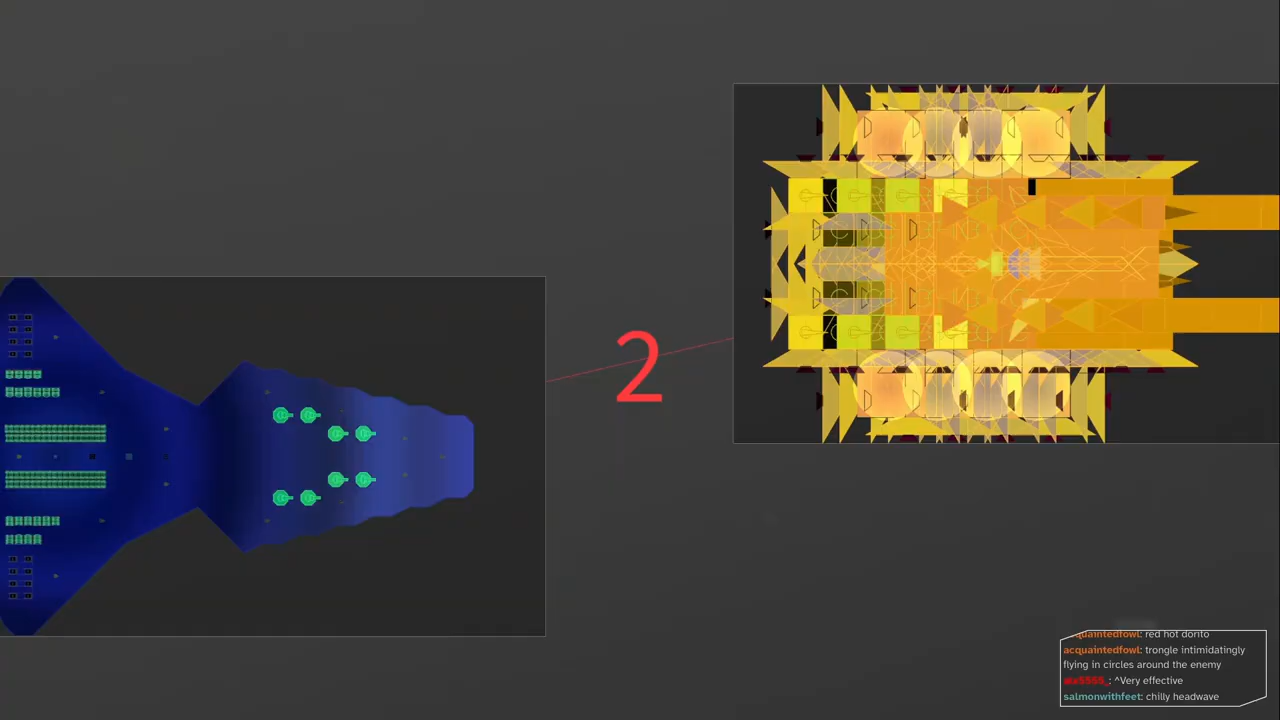 2
acquaintedfowl: red hot dorito
acquaintedfowl: trongle intimidatingly
flying in circles around the enemy
: ^Very effective
salmonwithfeet: chilly headwave